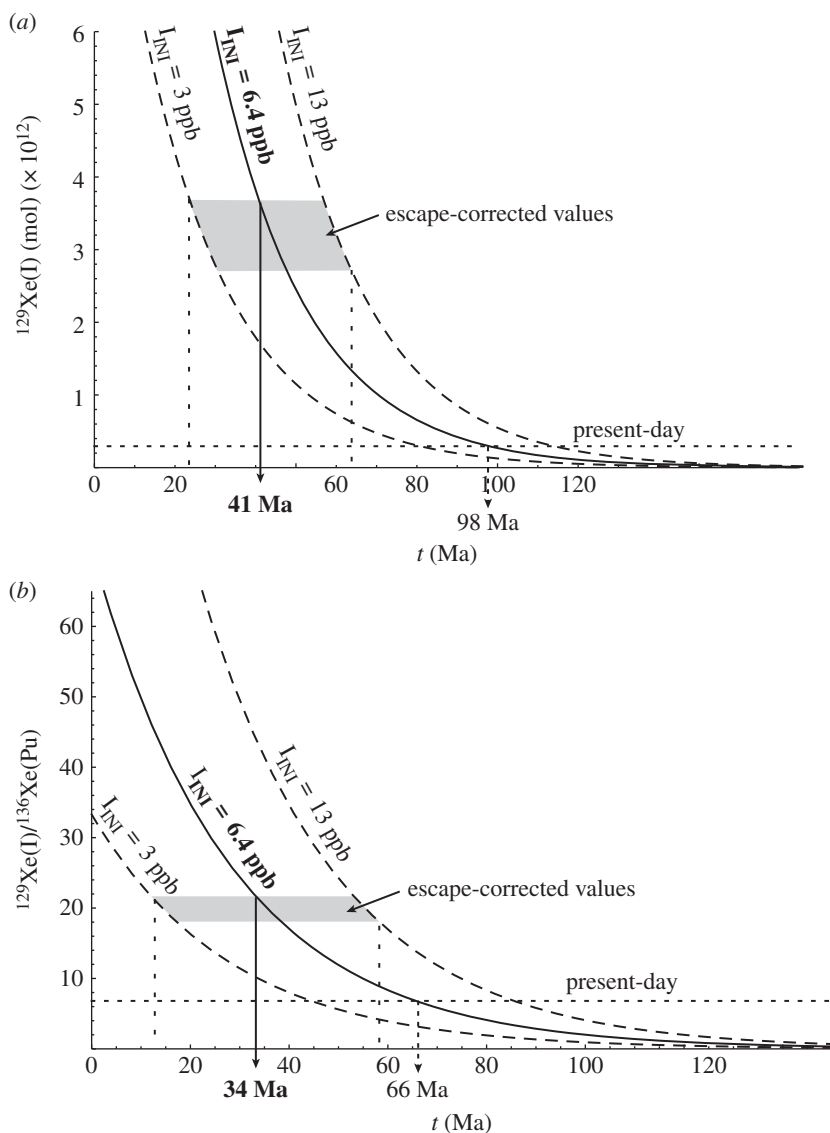 (a)
6
5
4
3
2
1
0
20
40
60
80
100
120
¹²⁹Xe(I) (mol) (× 10¹²)
I_INI = 3 ppb
I_INI = 6.4 ppb
I_INI = 13 ppb
escape-corrected values
present-day
41 Ma
98 Ma
t (Ma)
(b)
60
50
40
30
20
10
0
20
40
60
80
100
120
¹²⁹Xe(I)/¹³⁶Xe(Pu)
I_INI = 3 ppb
I_INI = 6.4 ppb
I_INI = 13 ppb
escape-corrected values
present-day
34 Ma
66 Ma
t (Ma)